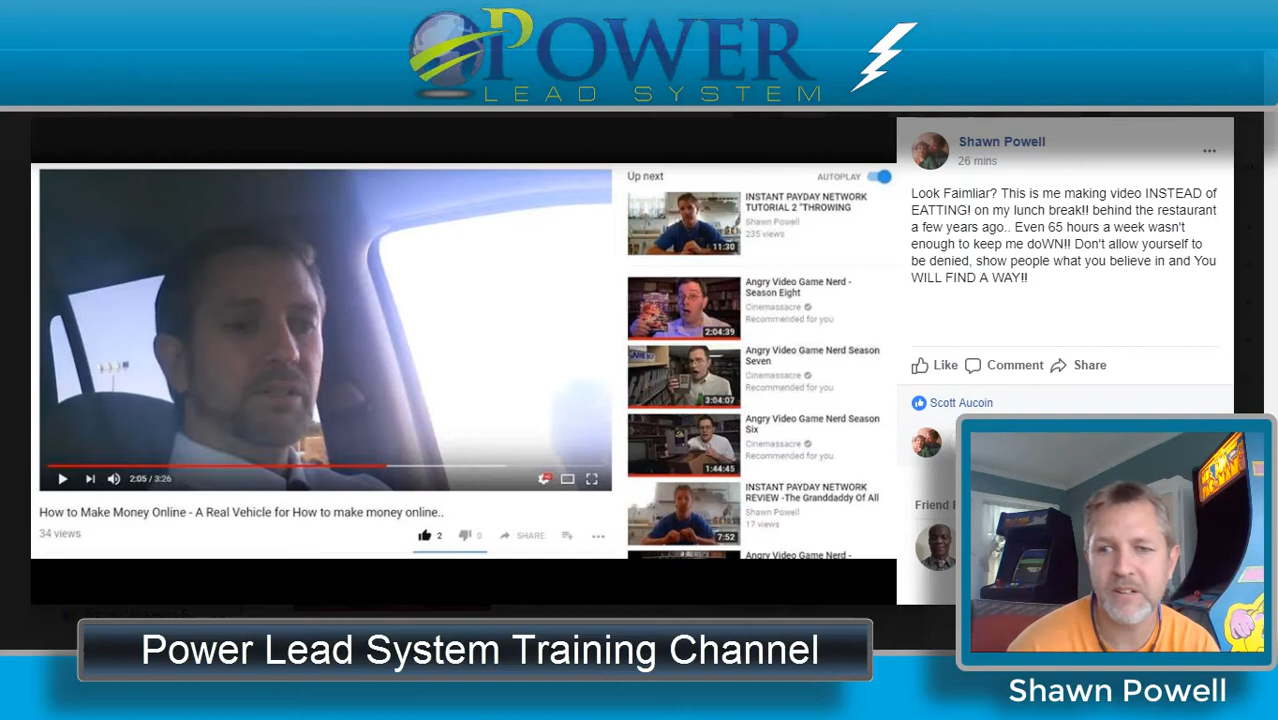 POWER
LEAD SYSTEM
Up next
AUTOPLAY
INSTANT PAYDAY NETWORK
TUTORIAL 2 "THROWING
Shawn Powell
235 views
11:30
Angry Video Game Nerd -
Season Eight
Cinemassacre
Recommended for you
2:04:39
Angry Video Game Nerd Season
Seven
Cinemassacre
Recommended for you
3:04:07
Angry Video Game Nerd Season
Six
Cinemassacre
Recommended for you
1:44:45
INSTANT PAYDAY NETWORK
REVIEW -The Granddaddy Of All
Shawn Powell
17 views
7:52
Angry Video Game Nerd -
2:05 / 3:26
How to Make Money Online - A Real Vehicle for How to make money online..
34 views
2
0
SHARE
Shawn Powell
26 mins
Look Faimliar? This is me making video INSTEAD of
EATTING! on my lunch break!! behind the restaurant
a few years ago.. Even 65 hours a week wasn't
enough to keep me doWN!! Don't allow yourself to
be denied, show people what you believe in and You
WILL FIND A WAY!!
Like
Comment
Share
Scott Aucoin
Friend
Power Lead System Training Channel
Shawn Powell